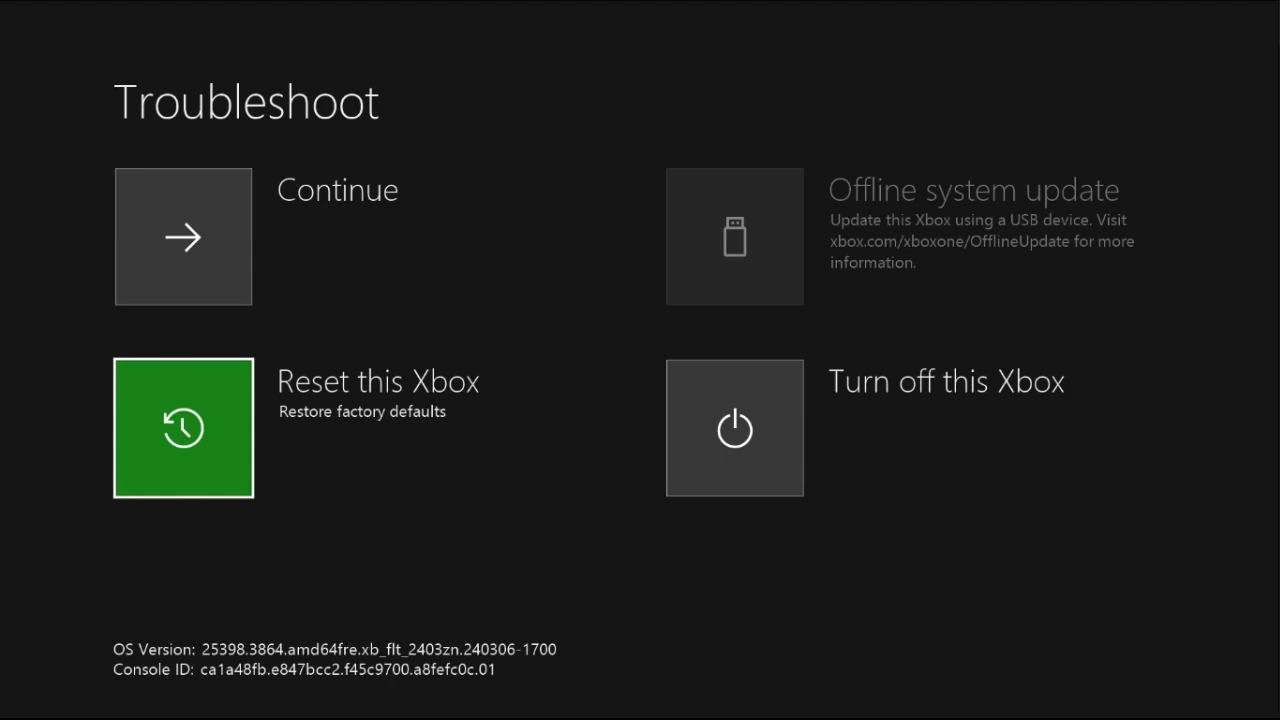 Troubleshoot
Continue
Offline system update
Update this Xbox using a USB device. Visit
xbox.com/xboxone/OfflineUpdate for more
information.
Reset this Xbox
Restore factory defaults
Turn off this Xbox
OS Version: 25398.3864.amd64fre.xb_flt_2403zn.240306-1700
Console ID: ca1a48fb.e847bcc2.f45c9700.a8fefc0c.01